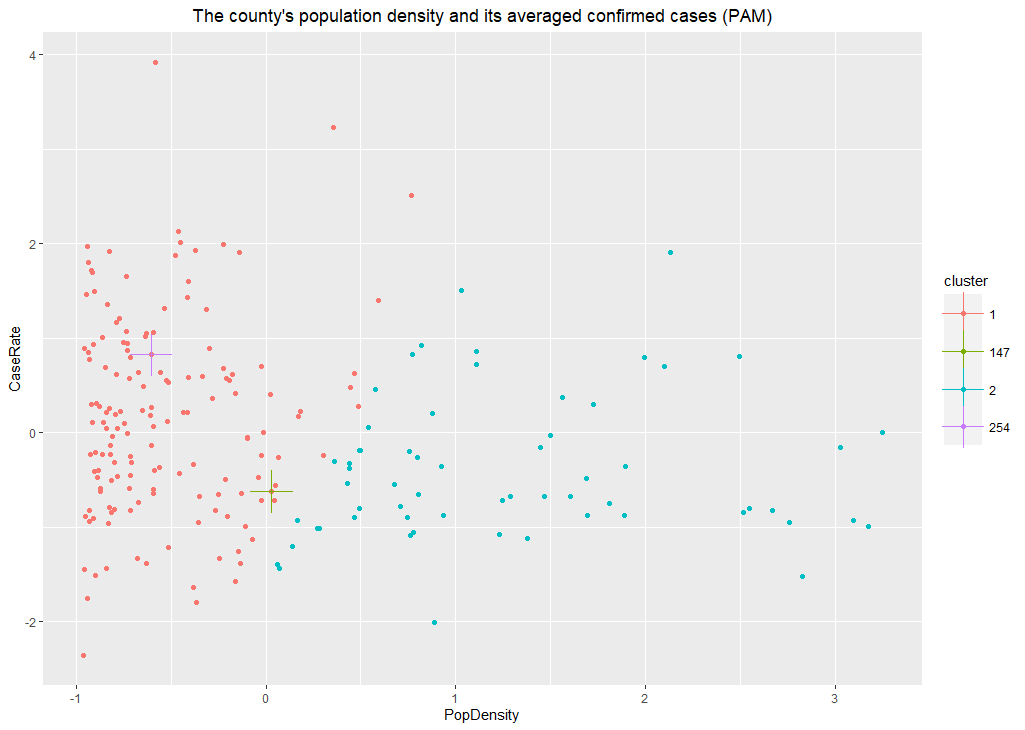 The county's population density and its averaged confirmed cases (PAM)
4
2
0
-2
CaseRate
-1 0 1 2 3
PopDensity
cluster
1
147
2
254